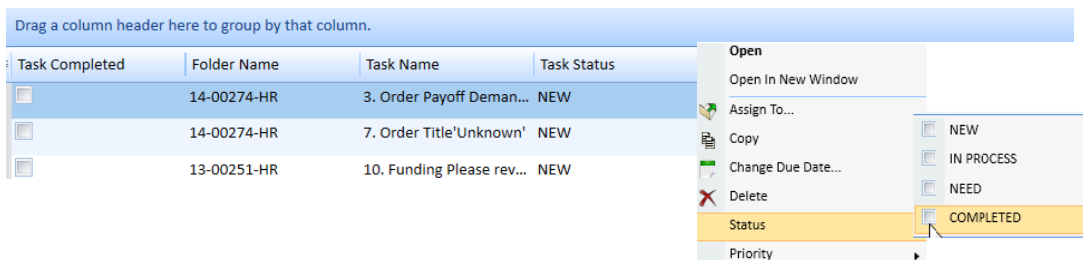 Drag a column header here to group by that column.
Task Completed Folder Name Task Name Task Status
14-00274-HR 3. Order Payoff Deman... NEW
14-00274-HR 7. Order Title'Unknown' NEW
13-00251-HR 10. Funding Please rev... NEW
Open
Open In New Window
Assign To...
Copy
Change Due Date...
Delete
Status
Priority
NEW
IN PROCESS
NEED
COMPLETED